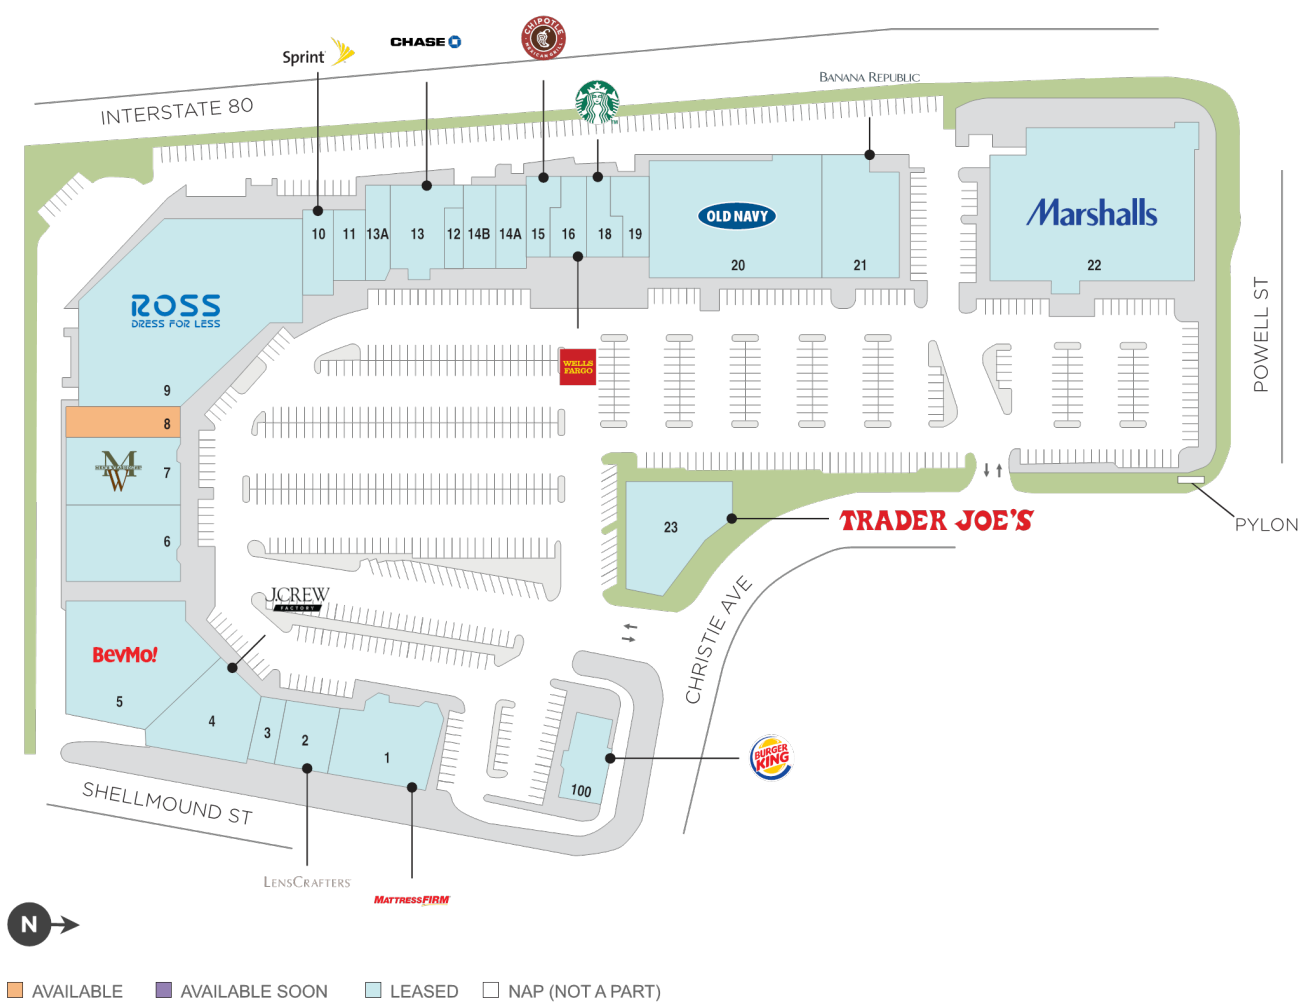 CHIPOTLE
MEXICAN GRILL
CHASE
Sprint
BANANA REPUBLIC
TM
INTERSTATE 80
OLD NAVY
Marshalls
10
11
13A
13
12
14B
14A
15
16
18
19
20
21
22
ROSS
DRESS FOR LESS
9
POWELL ST
WELLS
FARGO
8
MW
7
6
23
TRADER JOE'S
PYLON
J.CREW
FACTORY
CHRISTIE AVE
BevMo!
5
4
3
2
1
100
BURGER
KING
SHELLMOUND ST
LENSCRAFTERS
MATTRESSFIRM
N
AVAILABLE
AVAILABLE SOON
LEASED
NAP (NOT A PART)